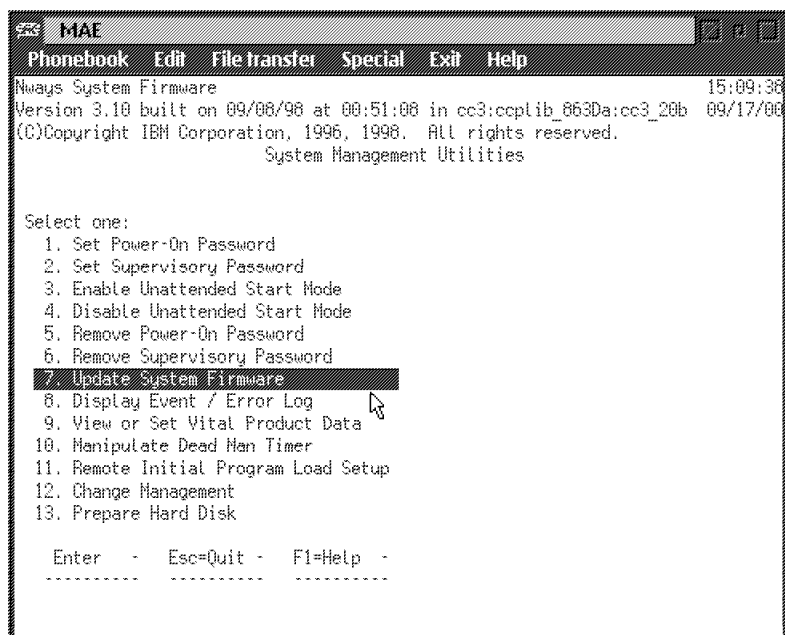 MAE
Phonebook Edit File transfer Special Exit Help
Nways System Firmware 15:09:38
Version 3.10 built on 09/08/98 at 00:51:08 in cc3:ccplib_863Da:cc3_20b 09/17/00
(C)Copyright IBM Corporation, 1996, 1998. All rights reserved.
System Management Utilities
Select one:
1. Set Power-On Password
2. Set Supervisory Password
3. Enable Unattended Start Mode
4. Disable Unattended Start Mode
5. Remove Power-On Password
6. Remove Supervisory Password
7. Update System Firmware
8. Display Event / Error Log
9. View or Set Vital Product Data
10. Manipulate Dead Man Timer
11. Remote Initial Program Load Setup
12. Change Management
13. Prepare Hard Disk
Enter - Esc=Quit - F1=Help -
---------- ---------- ----------